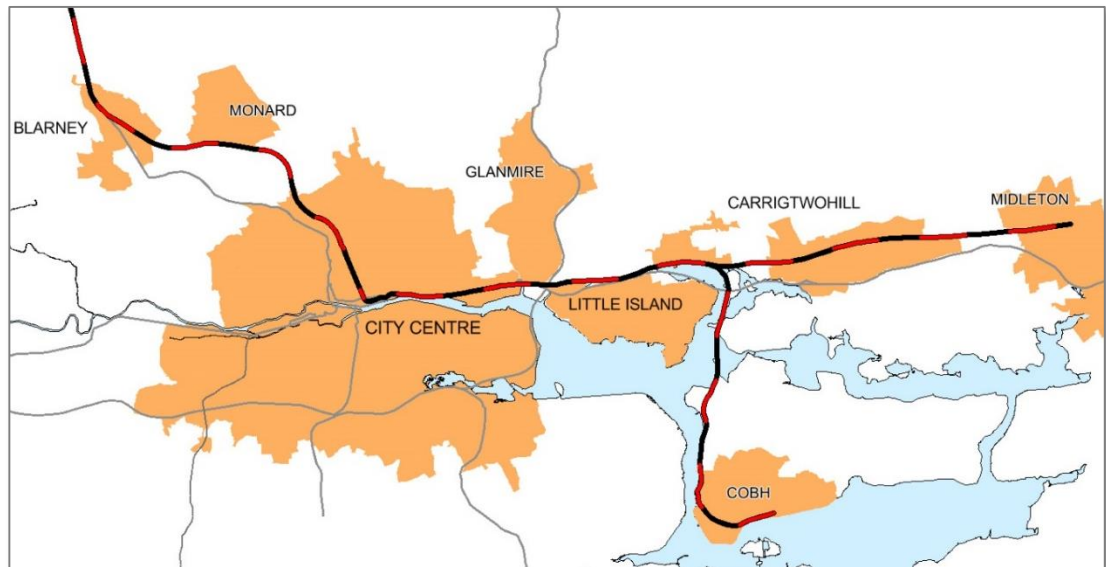 MONARD
BLARNEY
GLANMIRE
CARRIGTWOHILL
MIDLETON
LITTLE ISLAND
CITY CENTRE
COBH